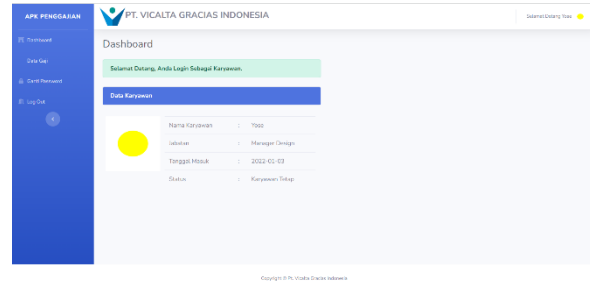 APK PENGGAJIAN
PT. VICALTA GRACIAS INDONESIA
Selamat Datang Yoss
Dashboard
Data Gaji
Ganti Password
Log Out
Dashboard
Selamat Datang, Anda Login Sebagai Karyawan.
Data Karyawan
Nama Karyawan : Yoss
Jabatan : Manager Design
Tanggal Masuk : 2022-01-03
Status : Karyawan Tetap
Copyright © Pt. Vicalta Gracias Indonesia